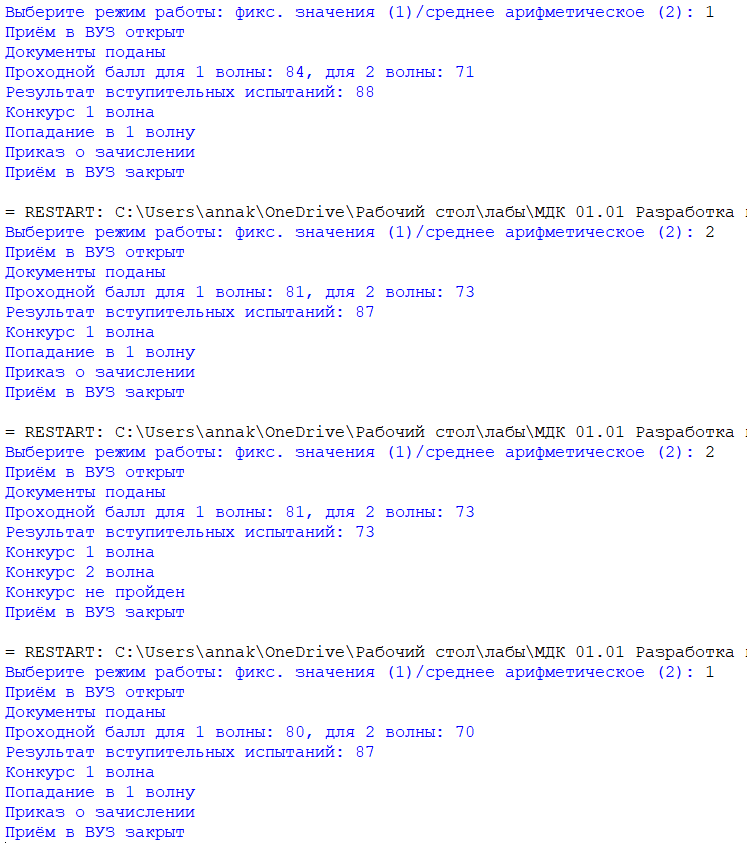 Выберите режим работы: фикс. значения (1)/среднее арифметическое (2): 1
Приём в ВУЗ открыт
Документы поданы
Проходной балл для 1 волны: 84, для 2 волны: 71
Результат вступительных испытаний: 88
Конкурс 1 волна
Попадание в 1 волну
Приказ о зачислении
Приём в ВУЗ закрыт
= RESTART: C:\Users\annak\OneDrive\Рабочий стол\лабы\МДК 01.01 Разработка
Выберите режим работы: фикс. значения (1)/среднее арифметическое (2): 2
Приём в ВУЗ открыт
Документы поданы
Проходной балл для 1 волны: 81, для 2 волны: 73
Результат вступительных испытаний: 87
Конкурс 1 волна
Попадание в 1 волну
Приказ о зачислении
Приём в ВУЗ закрыт
= RESTART: C:\Users\annak\OneDrive\Рабочий стол\лабы\МДК 01.01 Разработка
Выберите режим работы: фикс. значения (1)/среднее арифметическое (2): 2
Приём в ВУЗ открыт
Документы поданы
Проходной балл для 1 волны: 81, для 2 волны: 73
Результат вступительных испытаний: 73
Конкурс 1 волна
Конкурс 2 волна
Конкурс не пройден
Приём в ВУЗ закрыт
= RESTART: C:\Users\annak\OneDrive\Рабочий стол\лабы\МДК 01.01 Разработка
Выберите режим работы: фикс. значения (1)/среднее арифметическое (2): 1
Приём в ВУЗ открыт
Документы поданы
Проходной балл для 1 волны: 80, для 2 волны: 70
Результат вступительных испытаний: 87
Конкурс 1 волна
Попадание в 1 волну
Приказ о зачислении
Приём в ВУЗ закрыт